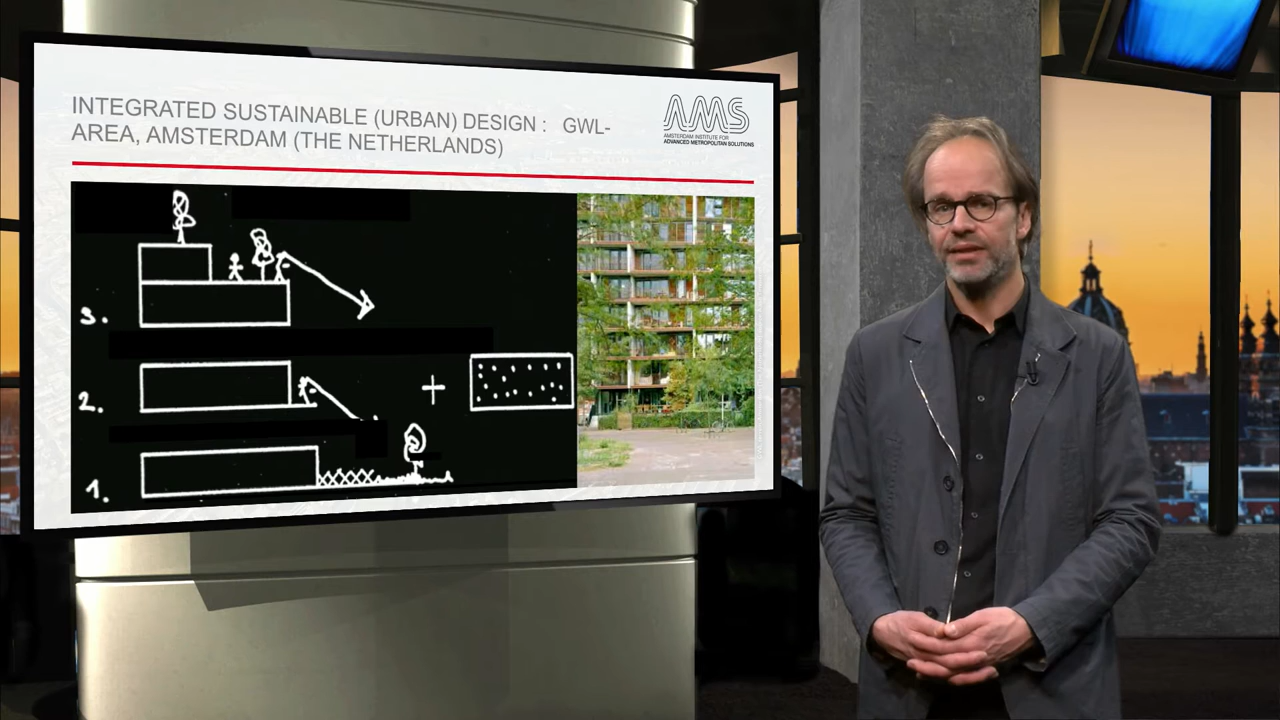 INTEGRATED SUSTAINABLE (URBAN) DESIGN : GWL-
AREA, AMSTERDAM (THE NETHERLANDS)
AMS
AMSTERDAM INSTITUTE FOR
ADVANCED METROPOLITAN SOLUTIONS
3.
2.
+
1.